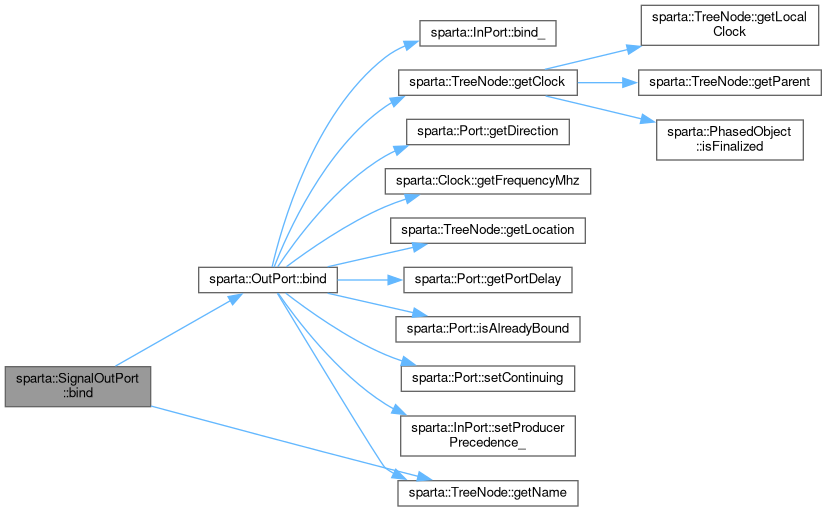 sparta::SignalOutPort
::bind
sparta::OutPort::bind
sparta::InPort::bind_
sparta::TreeNode::getClock
sparta::TreeNode::getLocal
Clock
sparta::TreeNode::getParent
sparta::PhasedObject
::isFinalized
sparta::Port::getDirection
sparta::Clock::getFrequencyMhz
sparta::TreeNode::getLocation
sparta::Port::getPortDelay
sparta::Port::isAlreadyBound
sparta::Port::setContinuing
sparta::InPort::setProducer
Precedence_
sparta::TreeNode::getName